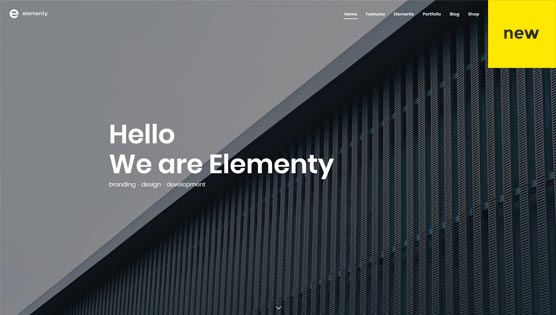 elementy
Home Features Elements Portfolio Blog Shop
new
Hello
We are Elementy
branding · design · development